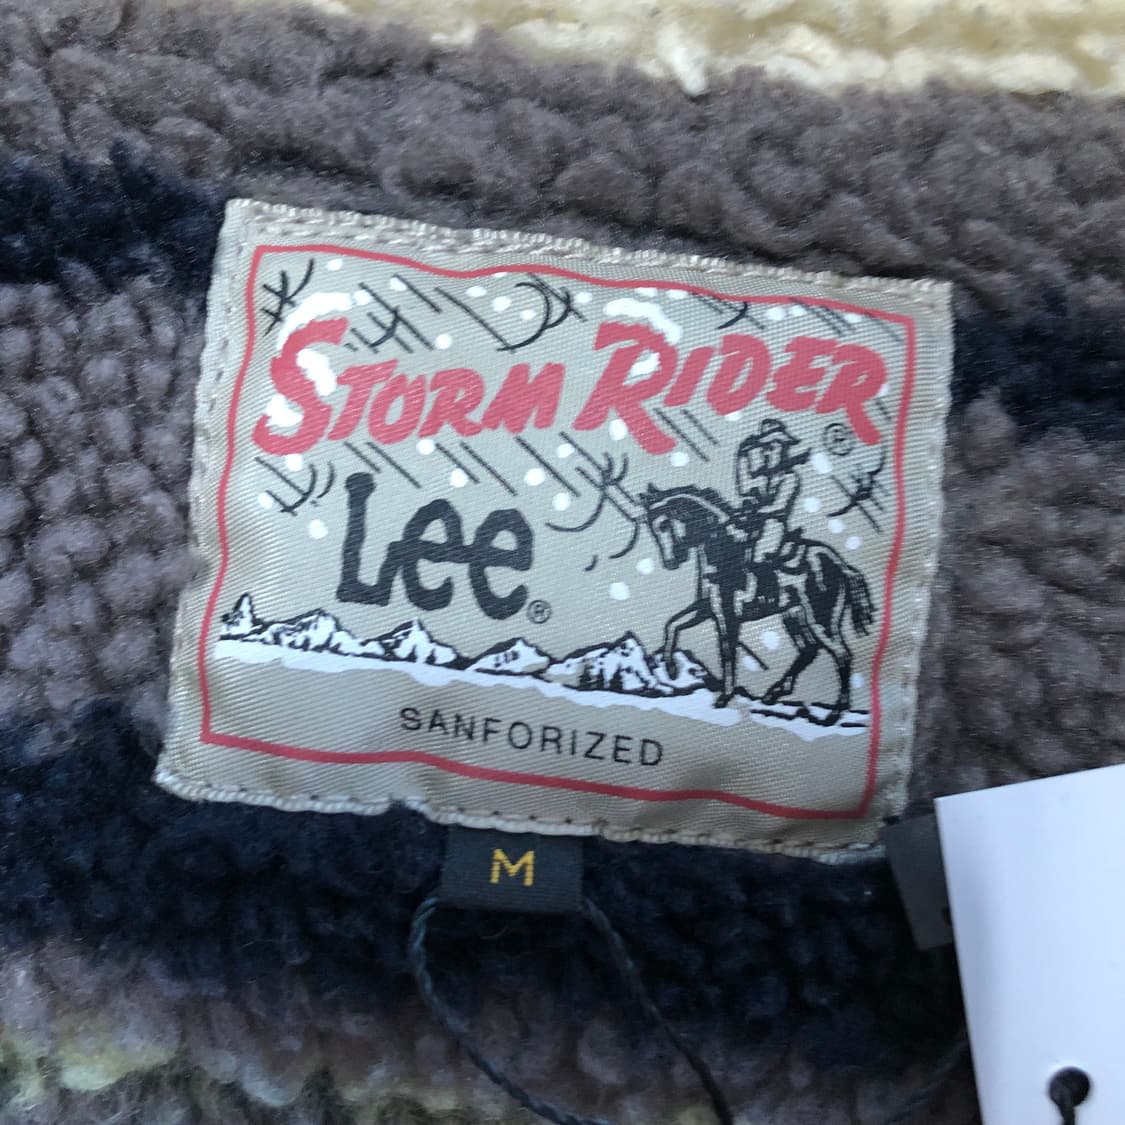 STORM RIDER
®
Lee®
SANFORIZED
M